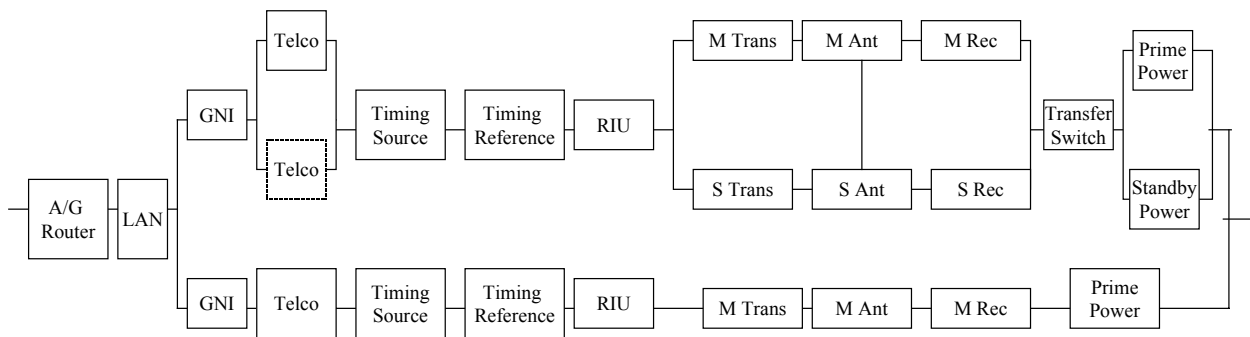 A/G
Router
LAN
GNI
Telco
Telco
Timing
Source
Timing
Reference
RIU
M Trans
M Ant
M Rec
S Trans
S Ant
S Rec
Transfer
Switch
Prime
Power
Standby
Power
GNI
Telco
Timing
Source
Timing
Reference
RIU
M Trans
M Ant
M Rec
Prime
Power